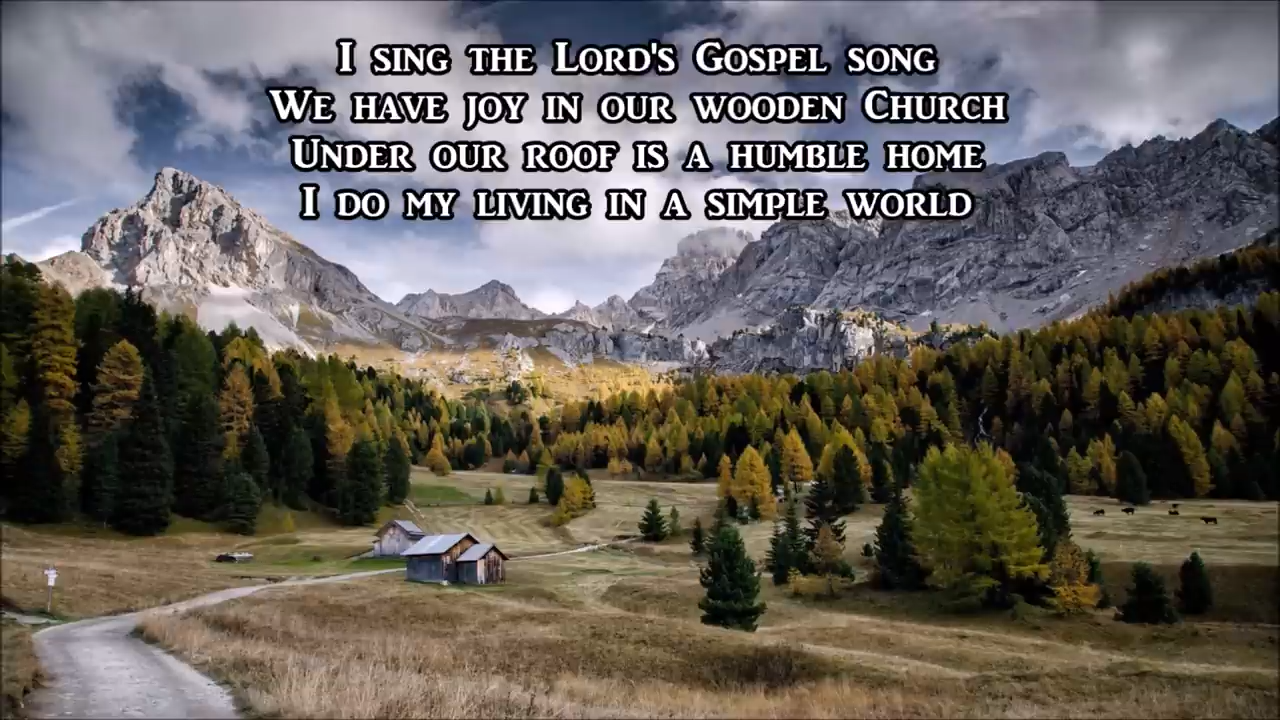 I sing the Lord's Gospel song
We have joy in our wooden Church
Under our roof is a humble home
I do my living in a simple world